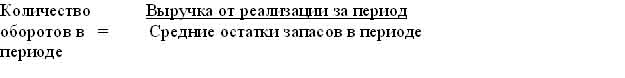 Количество Выручка от реализации за период
оборотов в = Средние остатки запасов в периоде
периоде